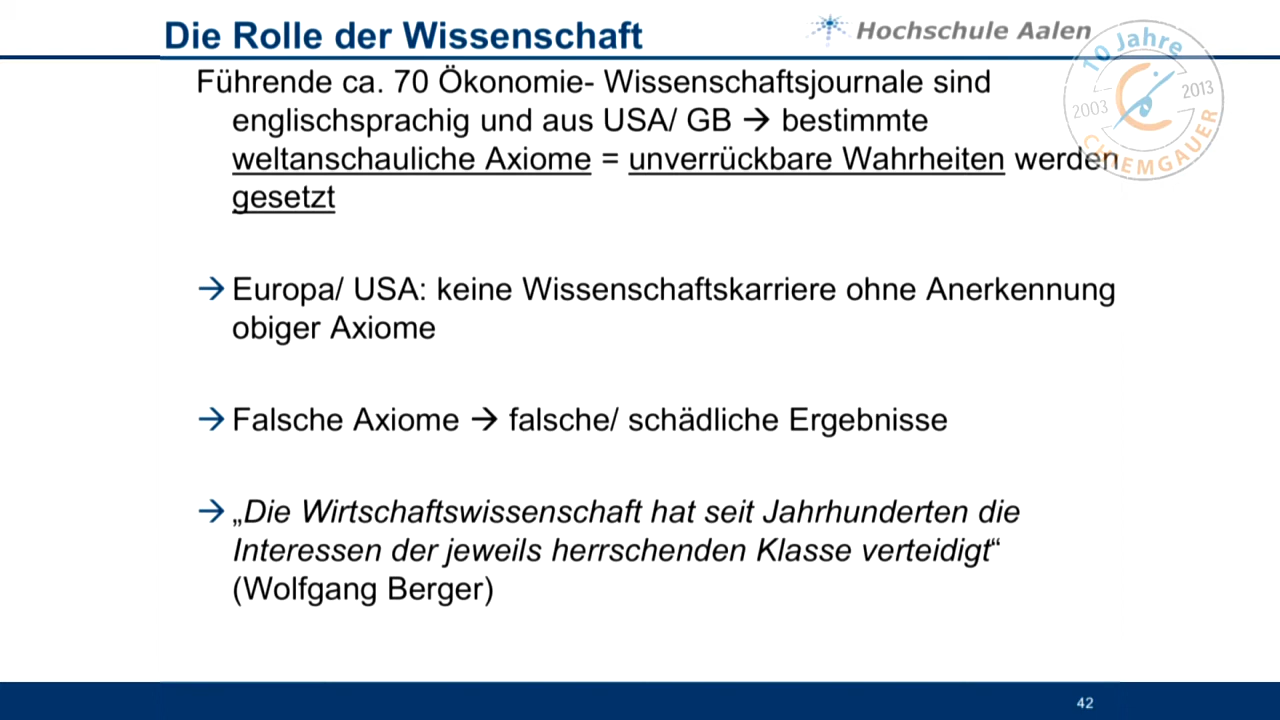 Die Rolle der Wissenschaft
Hochschule Aalen
10 Jahre
2003
2013
CHIEMGAUER
Führende ca. 70 Ökonomie- Wissenschaftsjournale sind
englischsprachig und aus USA/ GB → bestimmte
weltanschauliche Axiome = unverrückbare Wahrheiten werden
gesetzt
→ Europa/ USA: keine Wissenschaftskarriere ohne Anerkennung
obiger Axiome
→ Falsche Axiome → falsche/ schädliche Ergebnisse
→ „Die Wirtschaftswissenschaft hat seit Jahrhunderten die
Interessen der jeweils herrschenden Klasse verteidigt“
(Wolfgang Berger)
42